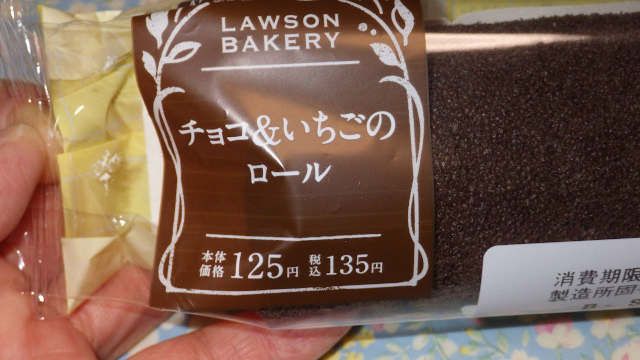 LAWSON
BAKERY
チョコ&いちごの
ロール
本体価格 125円 税込 135円
消費期限
製造所固